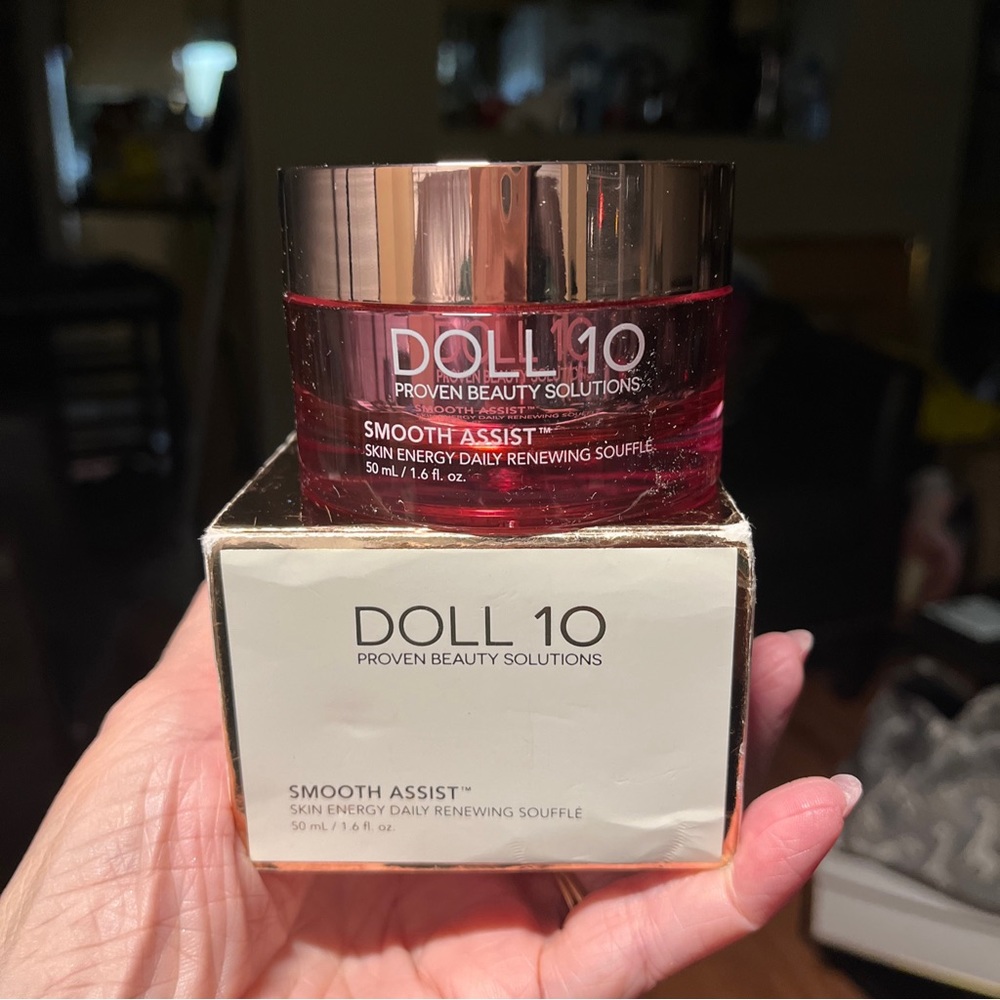 DOLL 10
PROVEN BEAUTY SOLUTIONS
SMOOTH ASSIST™
SKIN ENERGY DAILY RENEWING SOUFFLÉ
50 mL / 1.6 fl. oz.
DOLL 10
PROVEN BEAUTY SOLUTIONS
SMOOTH ASSIST™
SKIN ENERGY DAILY RENEWING SOUFFLÉ
50 mL / 1.6 fl. oz.